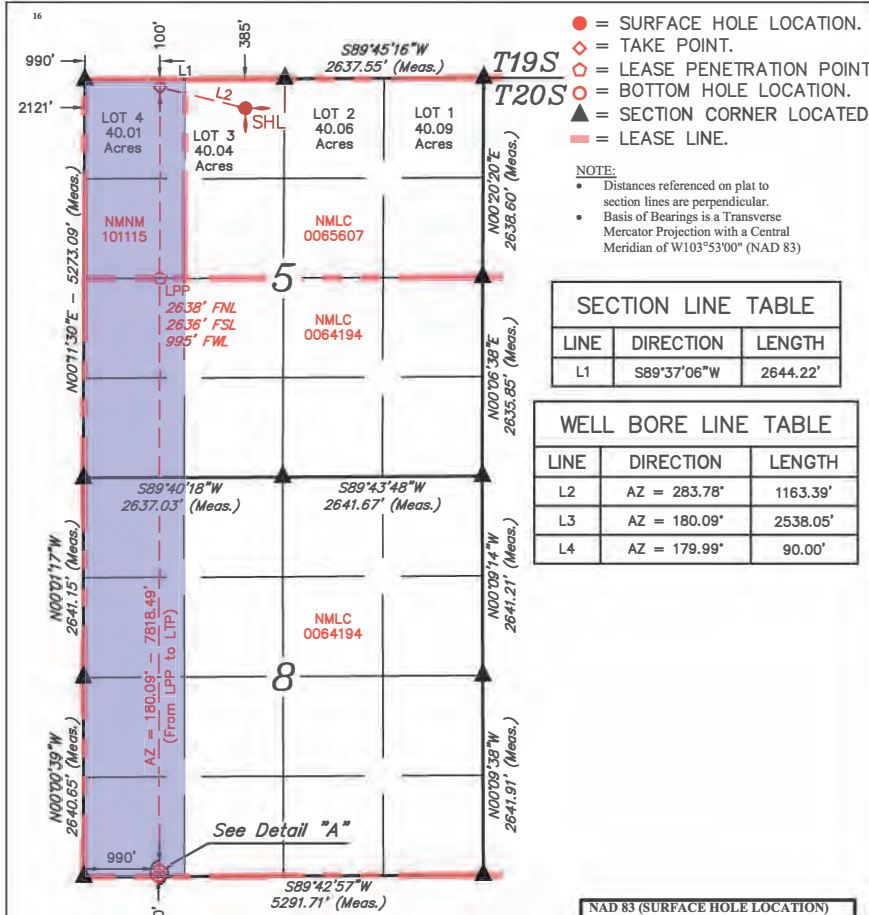 16
100'
385'
990'
L1
S89°45'16"W
2637.55' (Meas.)
T19S
T20S
2121'
L2
SHL
LOT 4
40.01
Acres
LOT 3
40.04
Acres
LOT 2
40.06
Acres
LOT 1
40.09
Acres
N00°20'20"E
2638.60' (Meas.)
NMNM
101115
NMLC
0065607
5
LPP
2638' FNL
2636' FSL
995' FWL
NMLC
0064194
N00°11'30"E - 5273.09' (Meas.)
N00°06'38"E
2635.85' (Meas.)
S89°40'18"W
2637.03' (Meas.)
S89°43'48"W
2641.67' (Meas.)
N00°01'17"W
2641.15' (Meas.)
N00°09'14"W
2641.21' (Meas.)
NMLC
0064194
8
AZ = 180.09° - 7818.49'
(From LPP to LTP)
N00°00'39"W
2640.65' (Meas.)
N00°09'38"W
2641.91' (Meas.)
See Detail "A"
990'
S89°42'57"W
5291.71' (Meas.)
= SURFACE HOLE LOCATION.
= TAKE POINT.
= LEASE PENETRATION POINT
= BOTTOM HOLE LOCATION.
= SECTION CORNER LOCATED
= LEASE LINE.
NOTE:
• Distances referenced on plat to
section lines are perpendicular.
• Basis of Bearings is a Transverse
Mercator Projection with a Central
Meridian of W103°53'00" (NAD 83)
SECTION LINE TABLE
LINE DIRECTION LENGTH
L1 S89°37'06"W 2644.22'
WELL BORE LINE TABLE
LINE DIRECTION LENGTH
L2 AZ = 283.78° 1163.39'
L3 AZ = 180.09° 2538.05'
L4 AZ = 179.99° 90.00'
NAD 83 (SURFACE HOLE LOCATION)